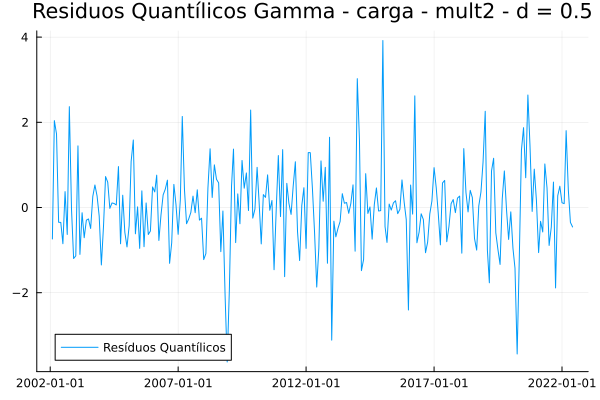 Residuos Quantílicos Gamma - carga - mult2 - d = 0.5
4
2
0
−2
Resíduos Quantílicos
2002-01-01 2007-01-01 2012-01-01 2017-01-01 2022-01-01